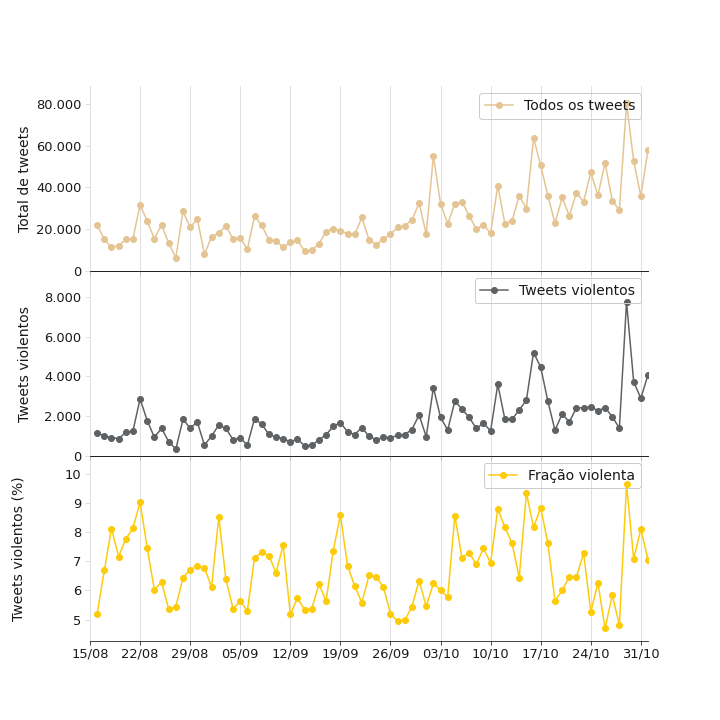 Total de tweets
80.000
60.000
40.000
20.000
0
Todos os tweets
Tweets violentos
8.000
6.000
4.000
2.000
0
Tweets violentos
Tweets violentos (%)
10
9
8
7
6
5
Fração violenta
15/08 22/08 29/08 05/09 12/09 19/09 26/09 03/10 10/10 17/10 24/10 31/10